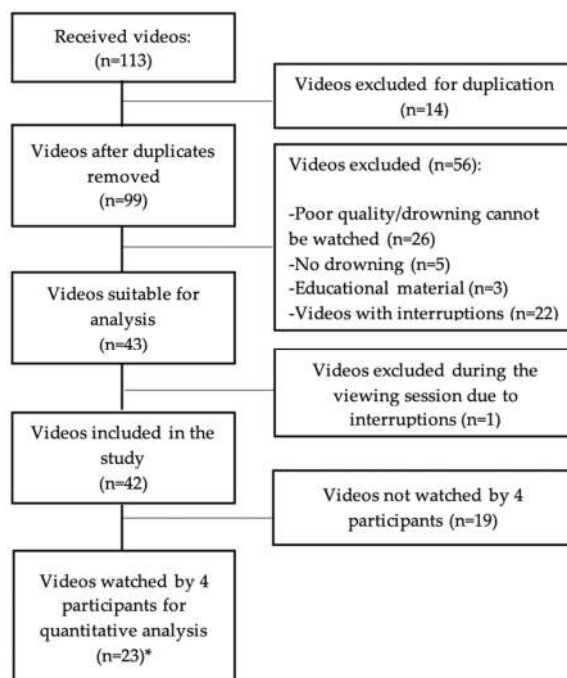 Received videos:
(n=113)
Videos excluded for duplication
(n=14)
Videos after duplicates
removed
(n=99)
Videos excluded (n=56):
-Poor quality/drowning cannot
be watched (n=26)
-No drowning (n=5)
-Educational material (n=3)
-Videos with interruptions (n=22)
Videos suitable for
analysis
(n=43)
Videos excluded during the
viewing session due to
interruptions (n=1)
Videos included in the
study
(n=42)
Videos not watched by 4
participants (n=19)
Videos watched by 4
participants for
quantitative analysis
(n=23)*